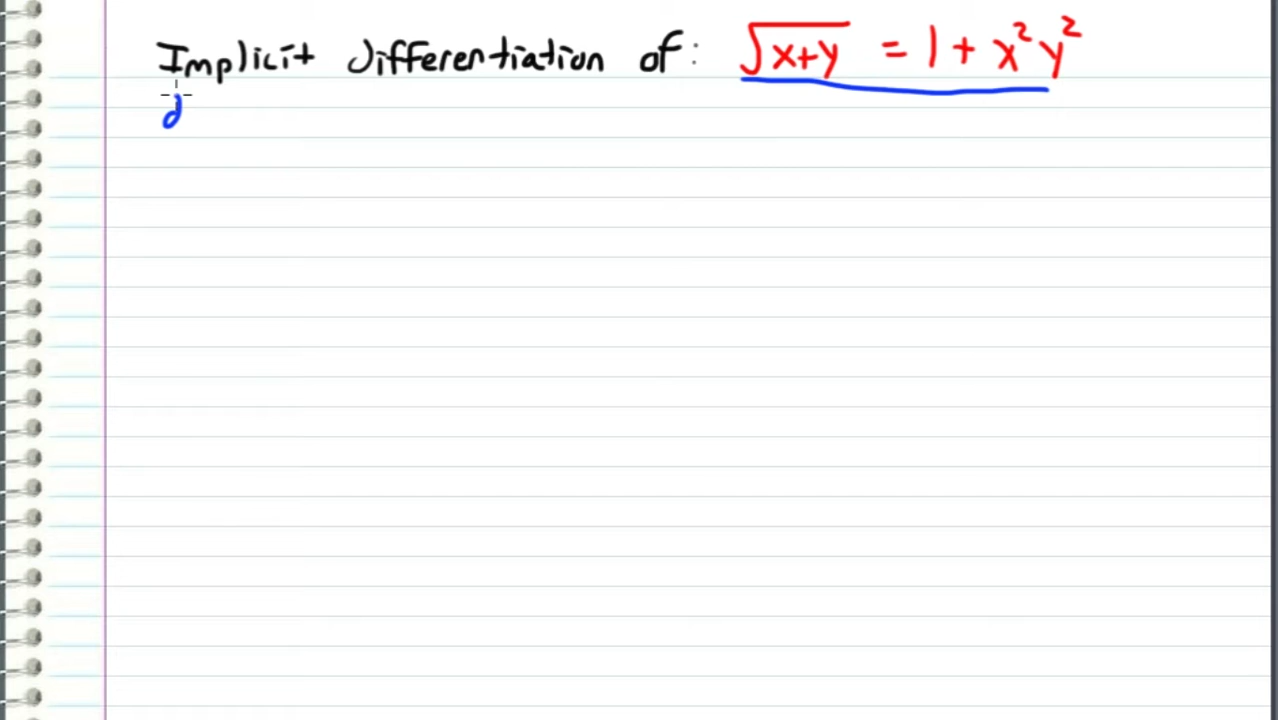 Implicit differentiation of: √x+y = 1 + x²y²
d